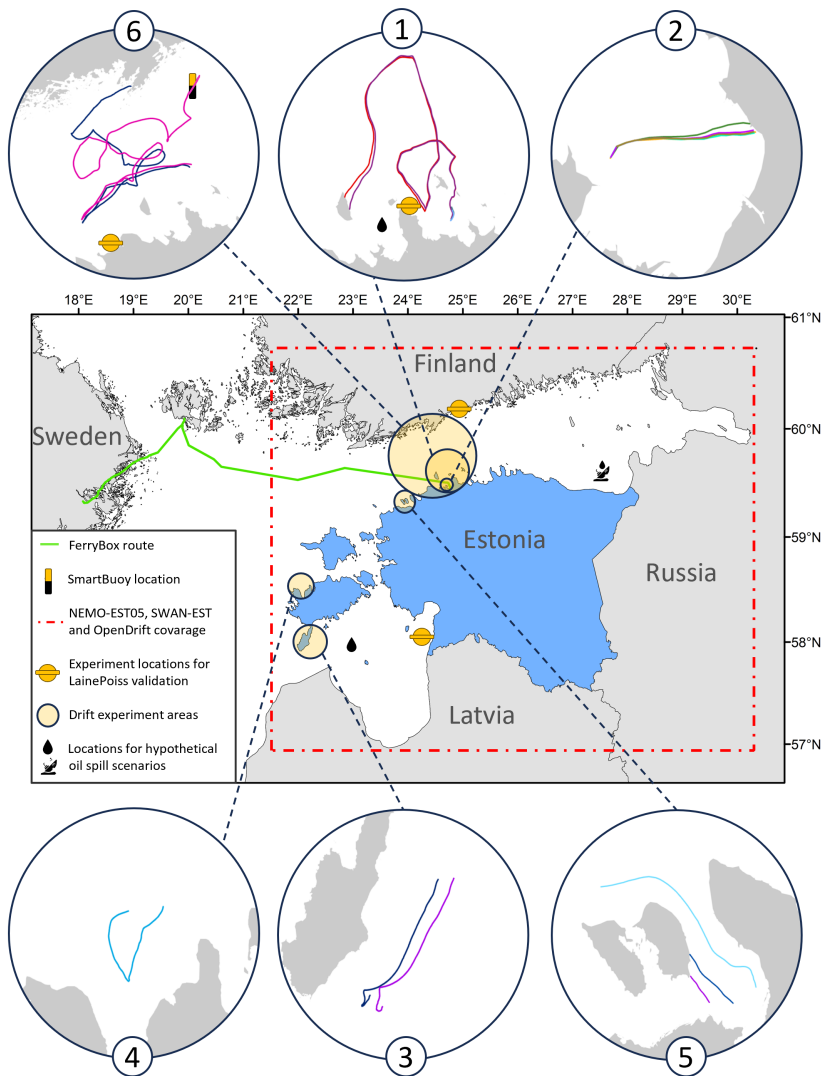 6
1
2
18°E 19°E 20°E 21°E 22°E 23°E 24°E 25°E 26°E 27°E 28°E 29°E 30°E
61°N
Finland
Sweden
60°N
FerryBox route
Estonia
59°N
SmartBuoy location
Russia
NEMO-EST05, SWAN-EST
and OpenDrift covarage
58°N
Experiment locations for
LainePoiss validation
Drift experiment areas
Latvia
Locations for hypothetical
oil spill scenarios
57°N
4
3
5